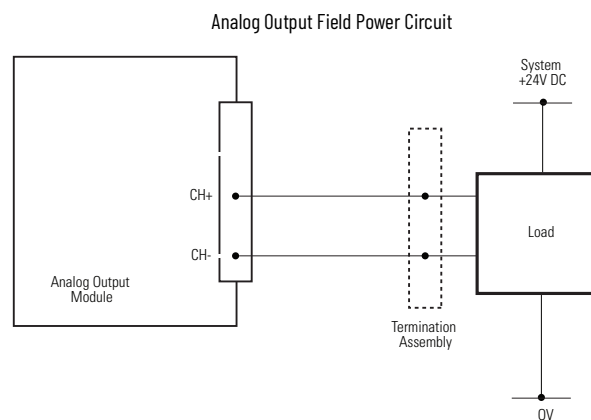 Analog Output Field Power Circuit
System
+24V DC
CH+
Load
CH-
Analog Output
Module
Termination
Assembly
0V